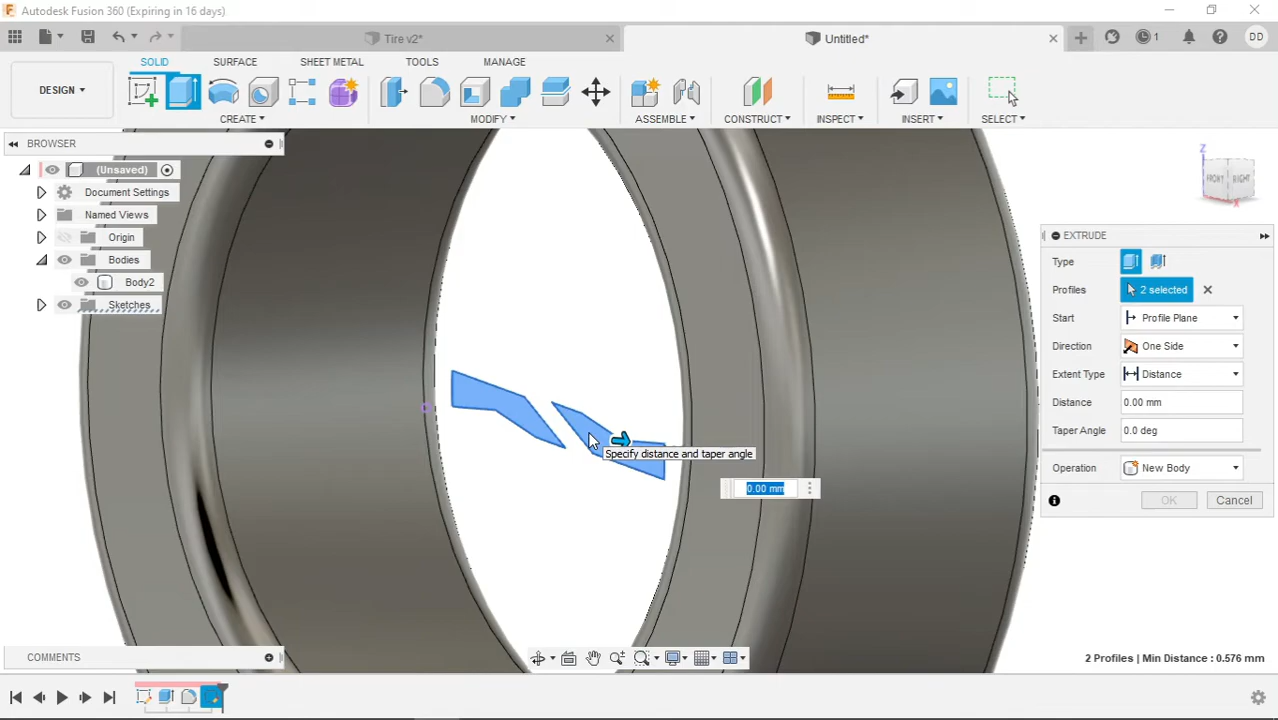 Autodesk Fusion 360 (Expiring in 16 days)
Tire v2*
Untitled*
1
DD
DESIGN
SOLID
SURFACE
SHEET METAL
TOOLS
MANAGE
CREATE
MODIFY
ASSEMBLE
CONSTRUCT
INSPECT
INSERT
SELECT
BROWSER
(Unsaved)
Document Settings
Named Views
Origin
Bodies
Body2
Sketches
Z
FRONT
RIGHT
X
EXTRUDE
Type
Profiles
2 selected
Start
Profile Plane
Direction
One Side
Extent Type
Distance
Distance
0.00 mm
Taper Angle
0.0 deg
Operation
New Body
OK
Cancel
Specify distance and taper angle
0.00 mm
COMMENTS
2 Profiles | Min Distance : 0.576 mm